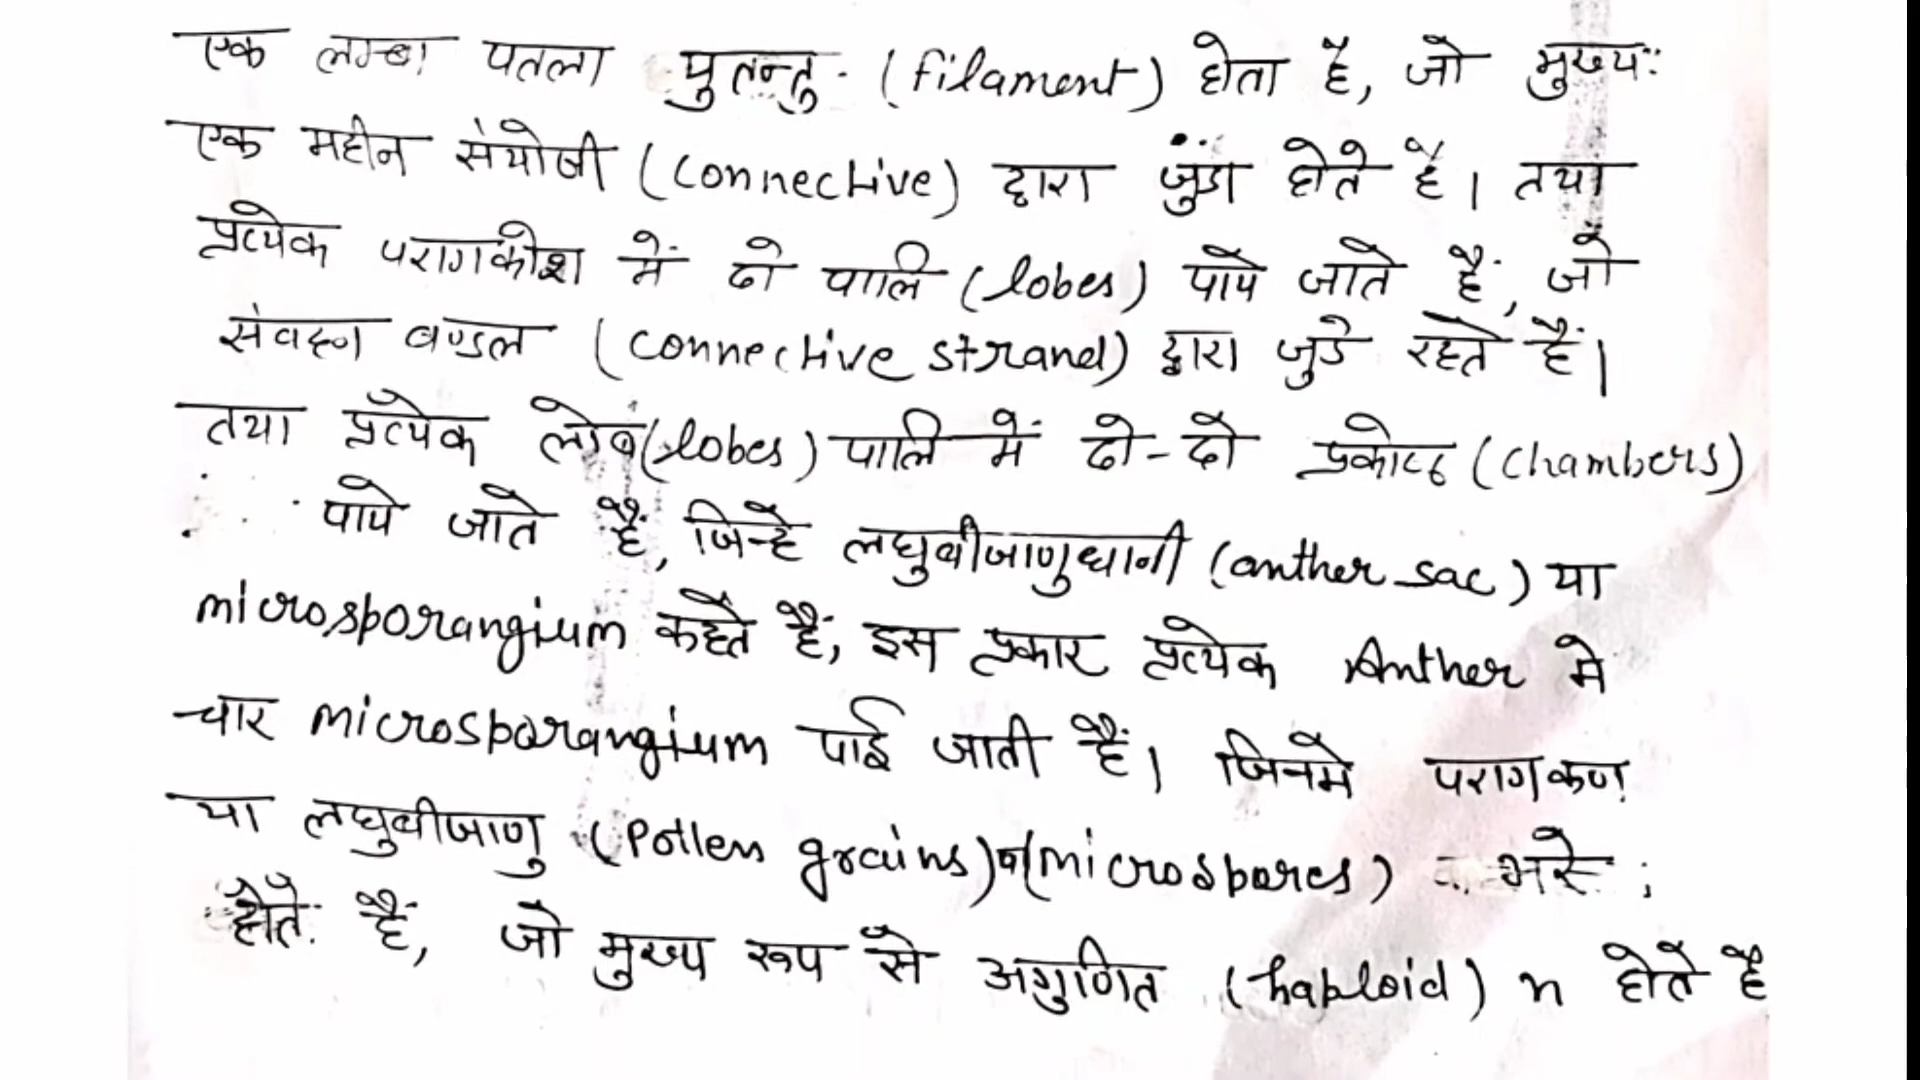 एक लम्बा पतला पुतन्तु (filament) होता है, जो मुख्यः
एक महीन संयोजी (connective) द्वारा जुंडा होते है। तथा
प्रत्येक परागकोश में दो पालि (lobes) पाये जाते हैं, जो
संवहन बण्डल (connective strand) द्वारा जुडे रहते हैं।
तथा प्रत्येक लोब (lobes) पालि में दो-दो प्रकोष्ठ (chambers)
पाये जाते हैं, जिन्हे लघुबीजाणुधानी (anther sac) या
microsporangium कहते हैं, इस प्रकार प्रत्येक Anther मे
चार microsporangium पाई जाती हैं। जिनमे परागकण
या लघुबीजाणु (Pollen grains) व (microspores) भरे
होते हैं, जो मुख्य रूप से अगुणित (haploid) n होते है